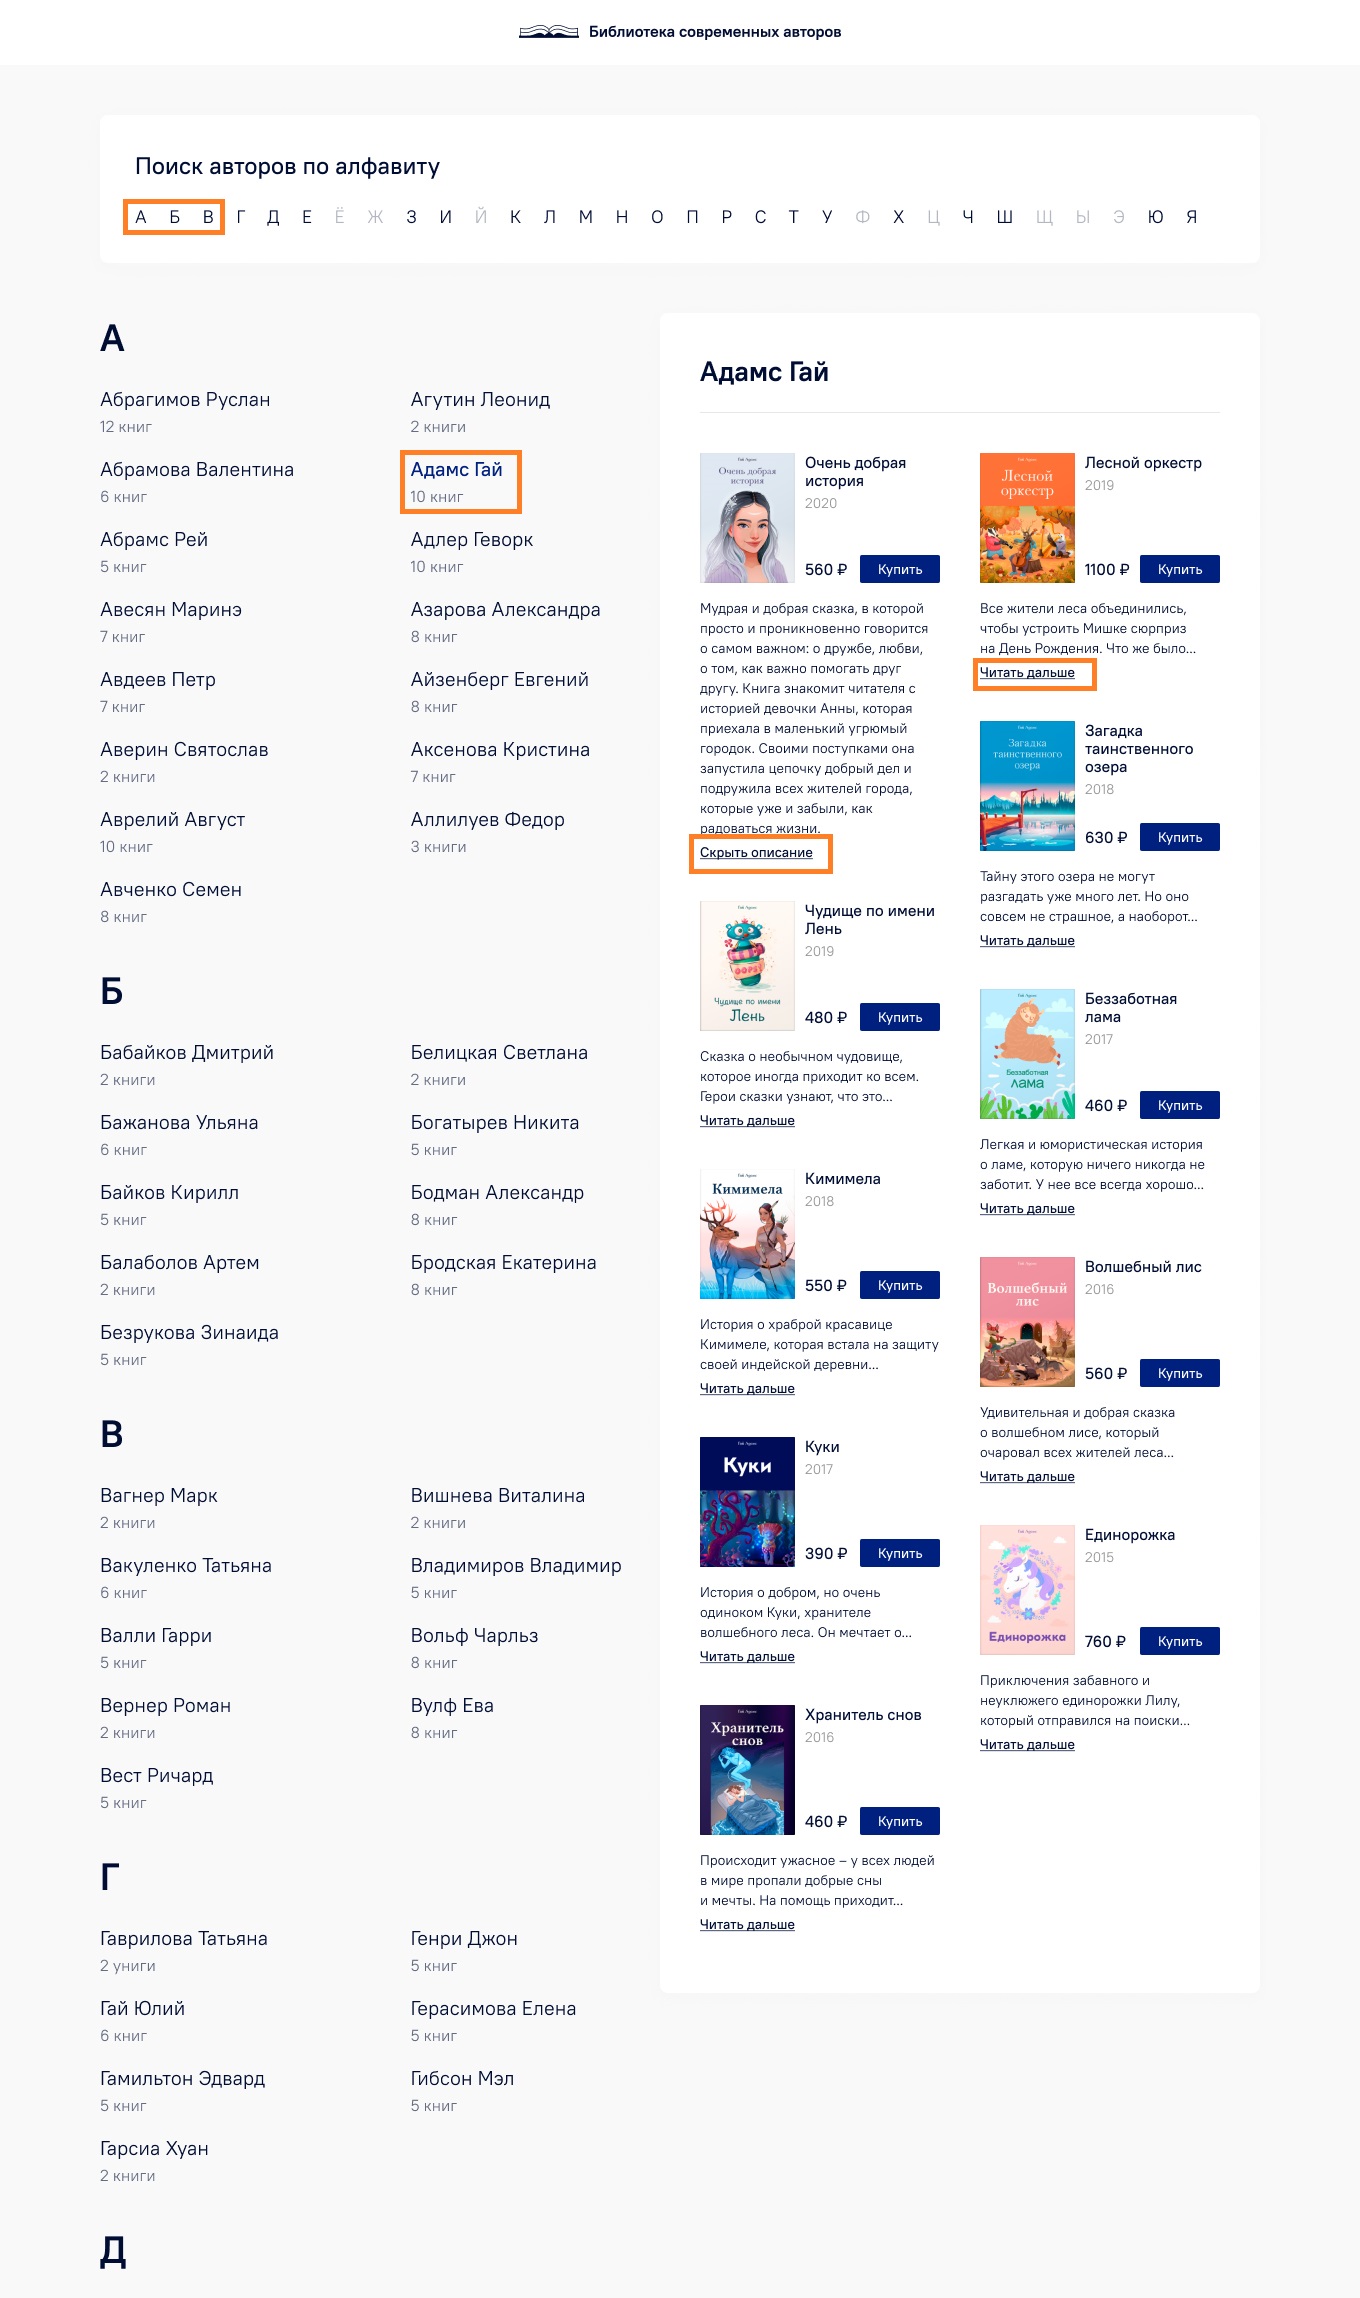 Библиотека современных авторов
Поиск авторов по алфавиту
А Б В Г Д Е Ё Ж З И Й К Л М Н О П Р С Т У Ф Х Ц Ч Ш Щ Ы Э Ю Я
А
Абрагимов Руслан
12 книг
Абрамова Валентина
6 книг
Абрамс Рей
5 книг
Авесян Маринэ
7 книг
Авдеев Петр
7 книг
Аверин Святослав
2 книги
Аврелий Август
10 книг
Авченко Семен
8 книг
Агутин Леонид
2 книги
Адамс Гай
10 книг
Адлер Геворк
10 книг
Азарова Александра
8 книг
Айзенберг Евгений
8 книг
Аксенова Кристина
7 книг
Аллилуев Федор
3 книги
Б
Бабайков Дмитрий
2 книги
Бажанова Ульяна
6 книг
Байков Кирилл
5 книг
Балаболов Артем
2 книги
Безрукова Зинаида
5 книг
Белицкая Светлана
2 книги
Богатырев Никита
5 книг
Бодман Александр
8 книг
Бродская Екатерина
8 книг
В
Вагнер Марк
2 книги
Вакуленко Татьяна
6 книг
Валли Гарри
5 книг
Вернер Роман
2 книги
Вест Ричард
5 книг
Вишнева Виталина
2 книги
Владимиров Владимир
5 книг
Вольф Чарльз
8 книг
Вулф Ева
8 книг
Г
Гаврилова Татьяна
2 униги
Гай Юлий
6 книг
Гамильтон Эдвард
5 книг
Гарсиа Хуан
2 книги
Генри Джон
5 книг
Герасимова Елена
5 книг
Гибсон Мэл
5 книг
Д
Адамс Гай
Гай Адамс
Очень добрая
история
Очень добрая
история
2020
560 ₽
Купить
Мудрая и добрая сказка, в которой
просто и проникновенно говорится
о самом важном: о дружбе, любви,
о том, как важно помогать друг
другу. Книга знакомит читателя с
историей девочки Анны, которая
приехала в маленький угрюмый
городок. Своими поступками она
запустила цепочку добрый дел и
подружила всех жителей города,
которые уже и забыли, как
радоваться жизни.
Скрыть описание
Гай Адамс
OOPS!
Чудище по имени
Лень
Чудище по имени
Лень
2019
480 ₽
Купить
Сказка о необычном чудовище,
которое иногда приходит ко всем.
Герои сказки узнают, что это...
Читать дальше
Гай Адамс
Кимимела
Кимимела
2018
550 ₽
Купить
История о храброй красавице
Кимимеле, которая встала на защиту
своей индейской деревни...
Читать дальше
Гай Адамс
Куки
Куки
2017
390 ₽
Купить
История о добром, но очень
одиноком Куки, хранителе
волшебного леса. Он мечтает о...
Читать дальше
Гай Адамс
Хранитель
снов
Хранитель снов
2016
460 ₽
Купить
Происходит ужасное – у всех людей
в мире пропали добрые сны
и мечты. На помощь приходит...
Читать дальше
Гай Адамс
Лесной
оркестр
Лесной оркестр
2019
1100 ₽
Купить
Все жители леса объединились,
чтобы устроить Мишке сюрприз
на День Рождения. Что же было...
Читать дальше
Гай Адамс
Загадка
таинственного
озера
Загадка
таинственного
озера
2018
630 ₽
Купить
Тайну этого озера не могут
разгадать уже много лет. Но оно
совсем не страшное, а наоборот...
Читать дальше
Гай Адамс
Беззаботная
лама
Беззаботная
лама
2017
460 ₽
Купить
Легкая и юмористическая история
о ламе, которую ничего никогда не
заботит. У нее все всегда хорошо...
Читать дальше
Гай Адамс
Волшебный
лис
Волшебный лис
2016
560 ₽
Купить
Удивительная и добрая сказка
о волшебном лисе, который
очаровал всех жителей леса...
Читать дальше
Гай Адамс
Единорожка
Единорожка
2015
760 ₽
Купить
Приключения забавного и
неуклюжего единорожки Лилу,
который отправился на поиски...
Читать дальше